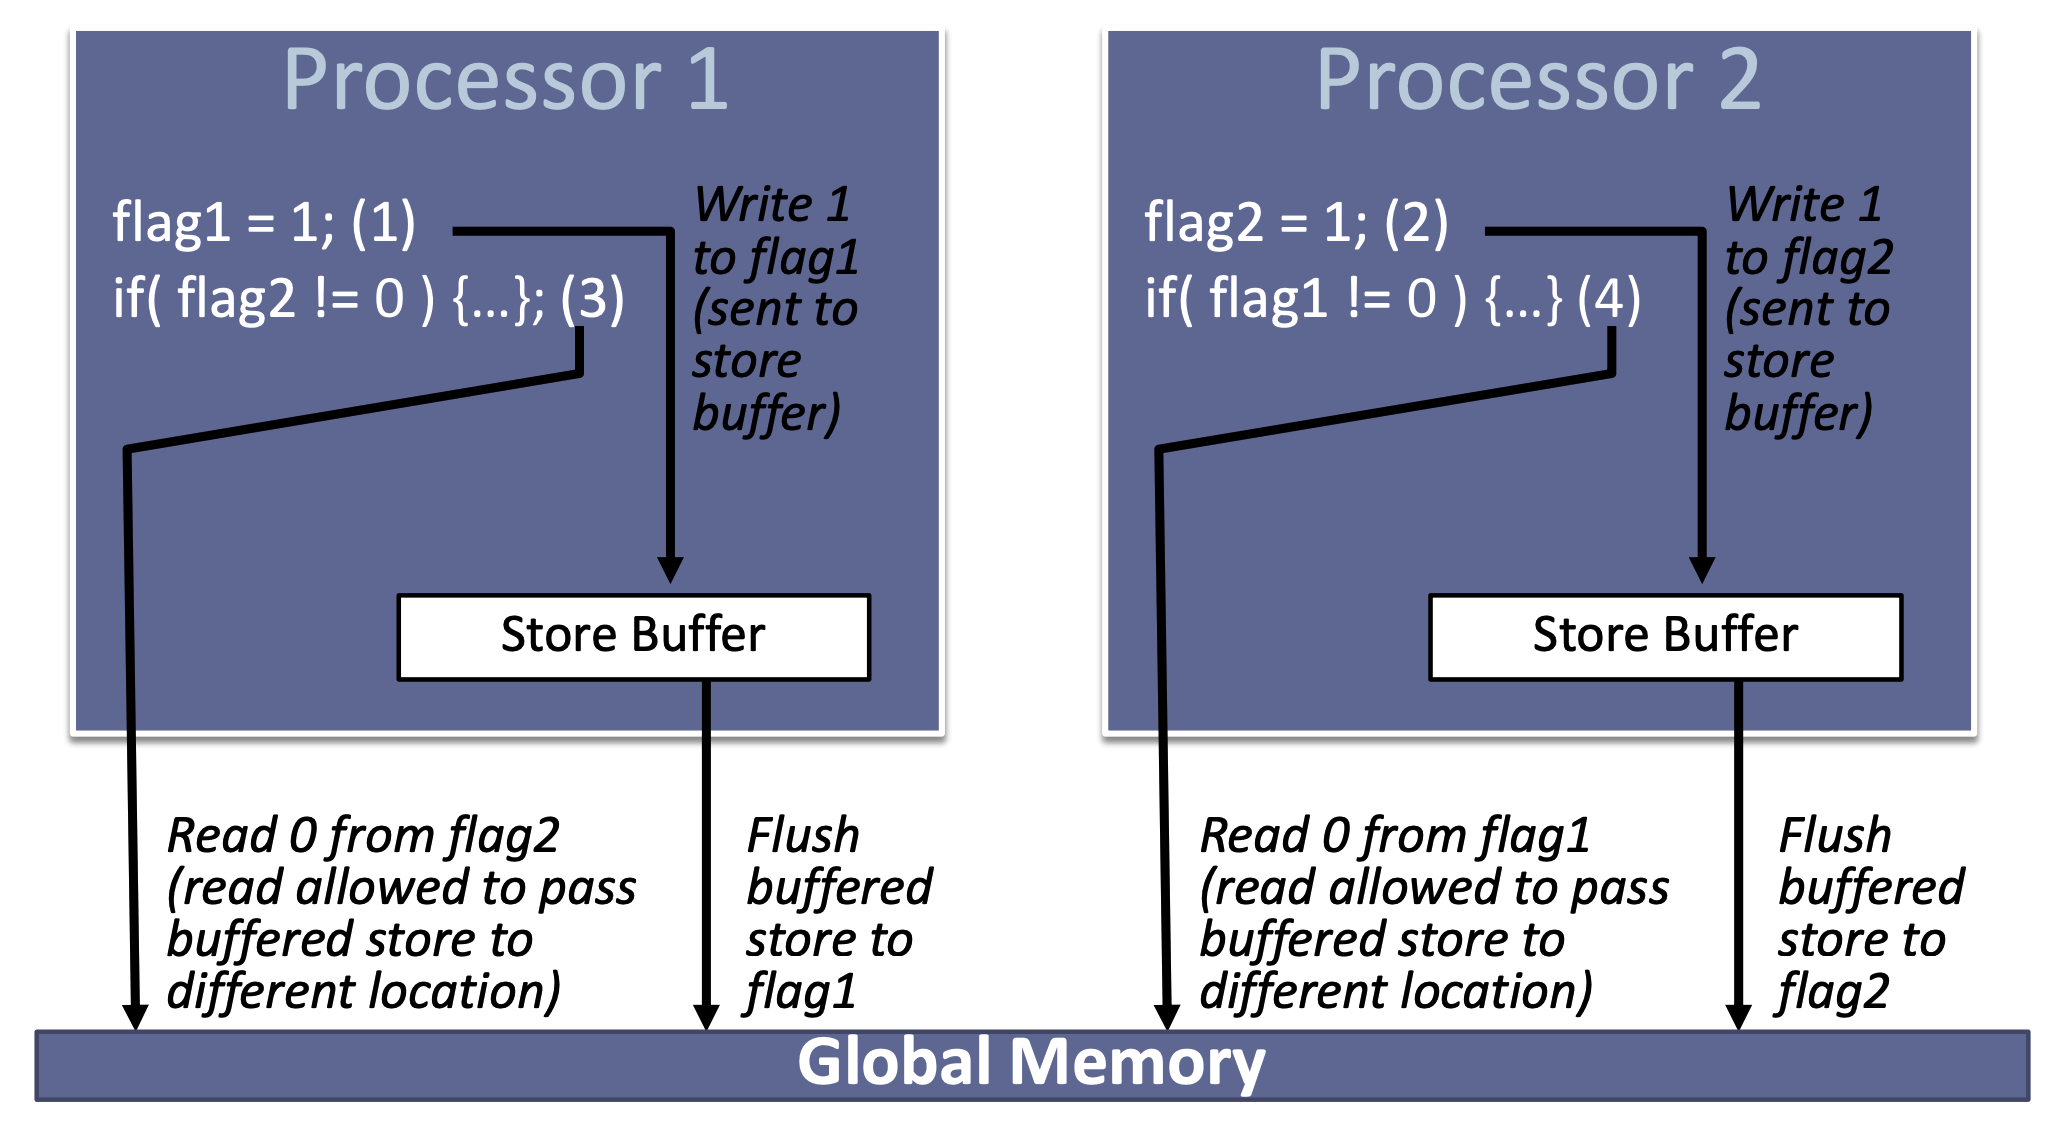 Processor 1
flag1 = 1; (1)
if( flag2 != 0 ) {…}; (3)
Write 1
to flag1
(sent to
store
buffer)
Store Buffer
Read 0 from flag2
(read allowed to pass
buffered store to
different location)
Flush
buffered
store to
flag1
Processor 2
flag2 = 1; (2)
if( flag1 != 0 ) {…} (4)
Write 1
to flag2
(sent to
store
buffer)
Store Buffer
Read 0 from flag1
(read allowed to pass
buffered store to
different location)
Flush
buffered
store to
flag2
Global Memory